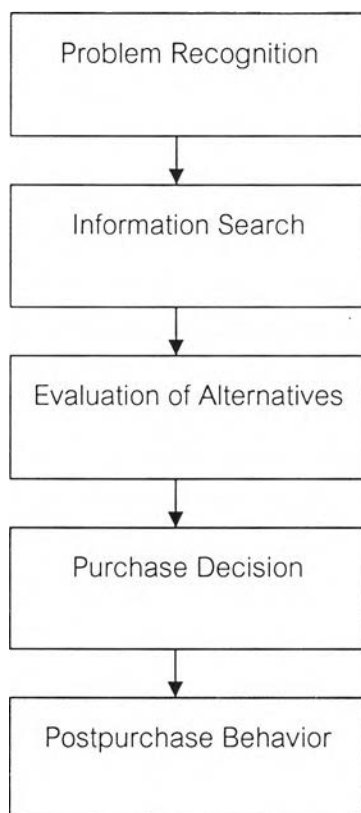 Problem Recognition
Information Search
Evaluation of Alternatives
Purchase Decision
Postpurchase Behavior